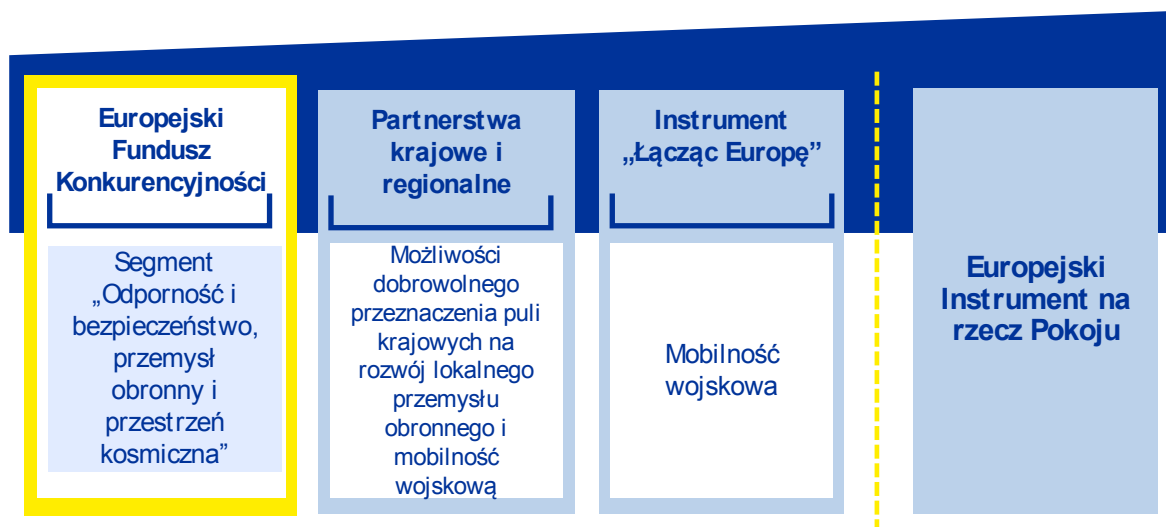 Europejski
Fundusz
Konkurencyjności
Segment
„Odporność i
bezpieczeństwo,
przemysł
obronny i
przestrzeń
kosmiczna”
Partnerstwa
krajowe i
regionalne
Możliwości
dobrowolnego
przeznaczenia puli
krajowych na
rozwój lokalnego
przemysłu
obronnego i
mobilność
wojskową
Instrument
„Łącząc Europę”
Mobilność
wojskowa
Europejski
Instrument na
rzecz Pokoju